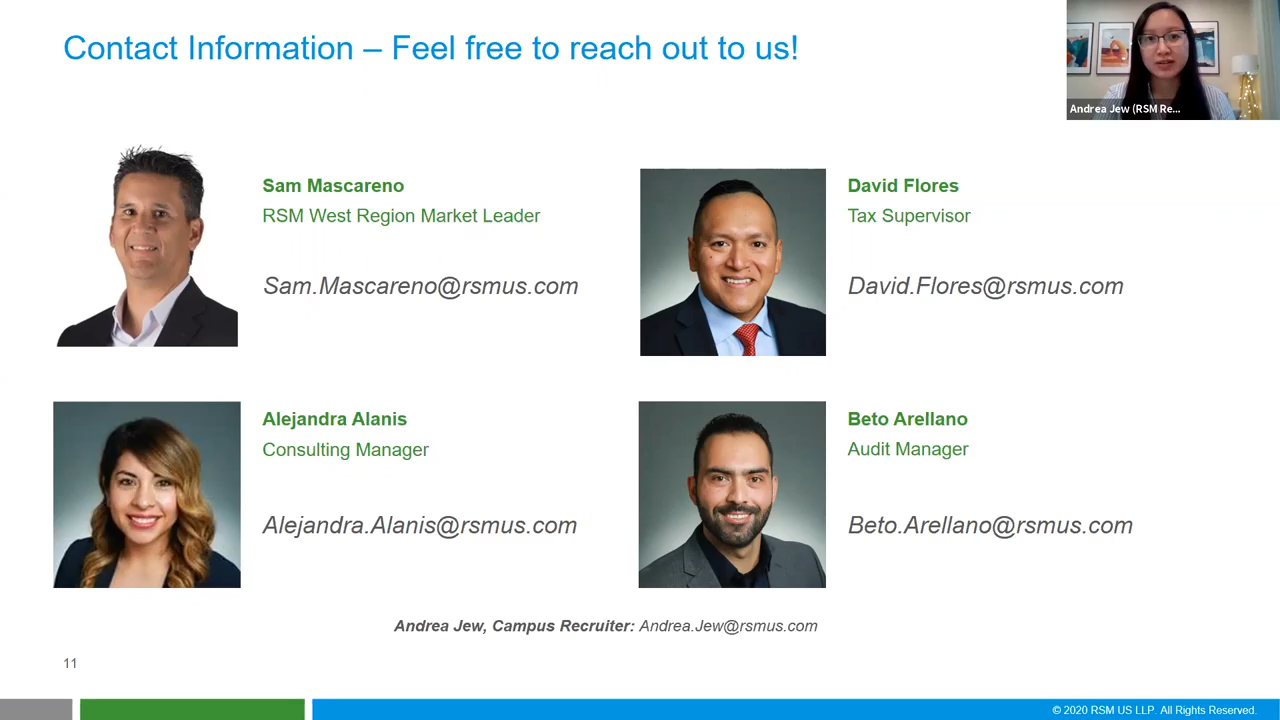 Contact Information – Feel free to reach out to us!
Andrea Jew (RSM Re...
Sam Mascareno
RSM West Region Market Leader
Sam.Mascareno@rsmus.com
David Flores
Tax Supervisor
David.Flores@rsmus.com
Alejandra Alanis
Consulting Manager
Alejandra.Alanis@rsmus.com
Beto Arellano
Audit Manager
Beto.Arellano@rsmus.com
Andrea Jew, Campus Recruiter: Andrea.Jew@rsmus.com
11
© 2020 RSM US LLP. All Rights Reserved.